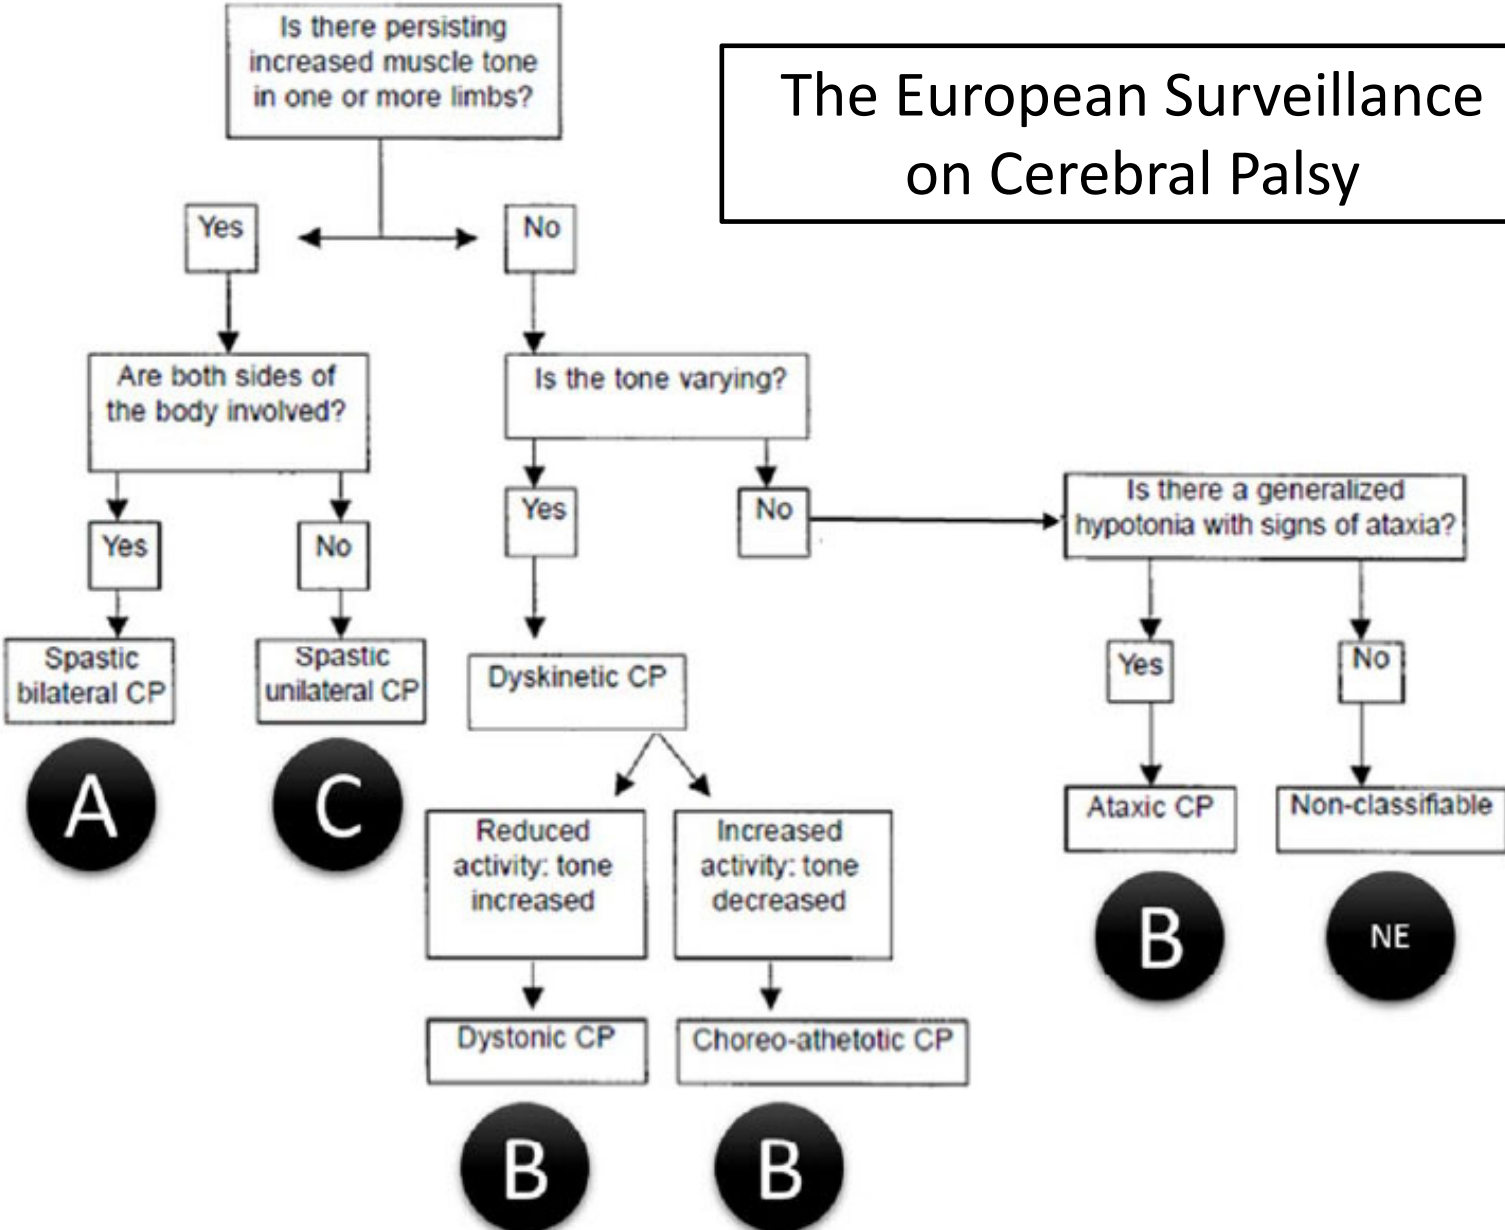 Is there persisting
increased muscle tone
in one or more limbs?
The European Surveillance
on Cerebral Palsy
Yes
No
Are both sides of
the body involved?
Is the tone varying?
Yes
No
Yes
No
Is there a generalized
hypotonia with signs of ataxia?
Spastic
bilateral CP
Spastic
unilateral CP
Dyskinetic CP
Yes
No
A
C
Reduced
activity: tone
increased
Increased
activity: tone
decreased
Ataxic CP
Non-classifiable
B
NE
Dystonic CP
Choreo-athetotic CP
B
B